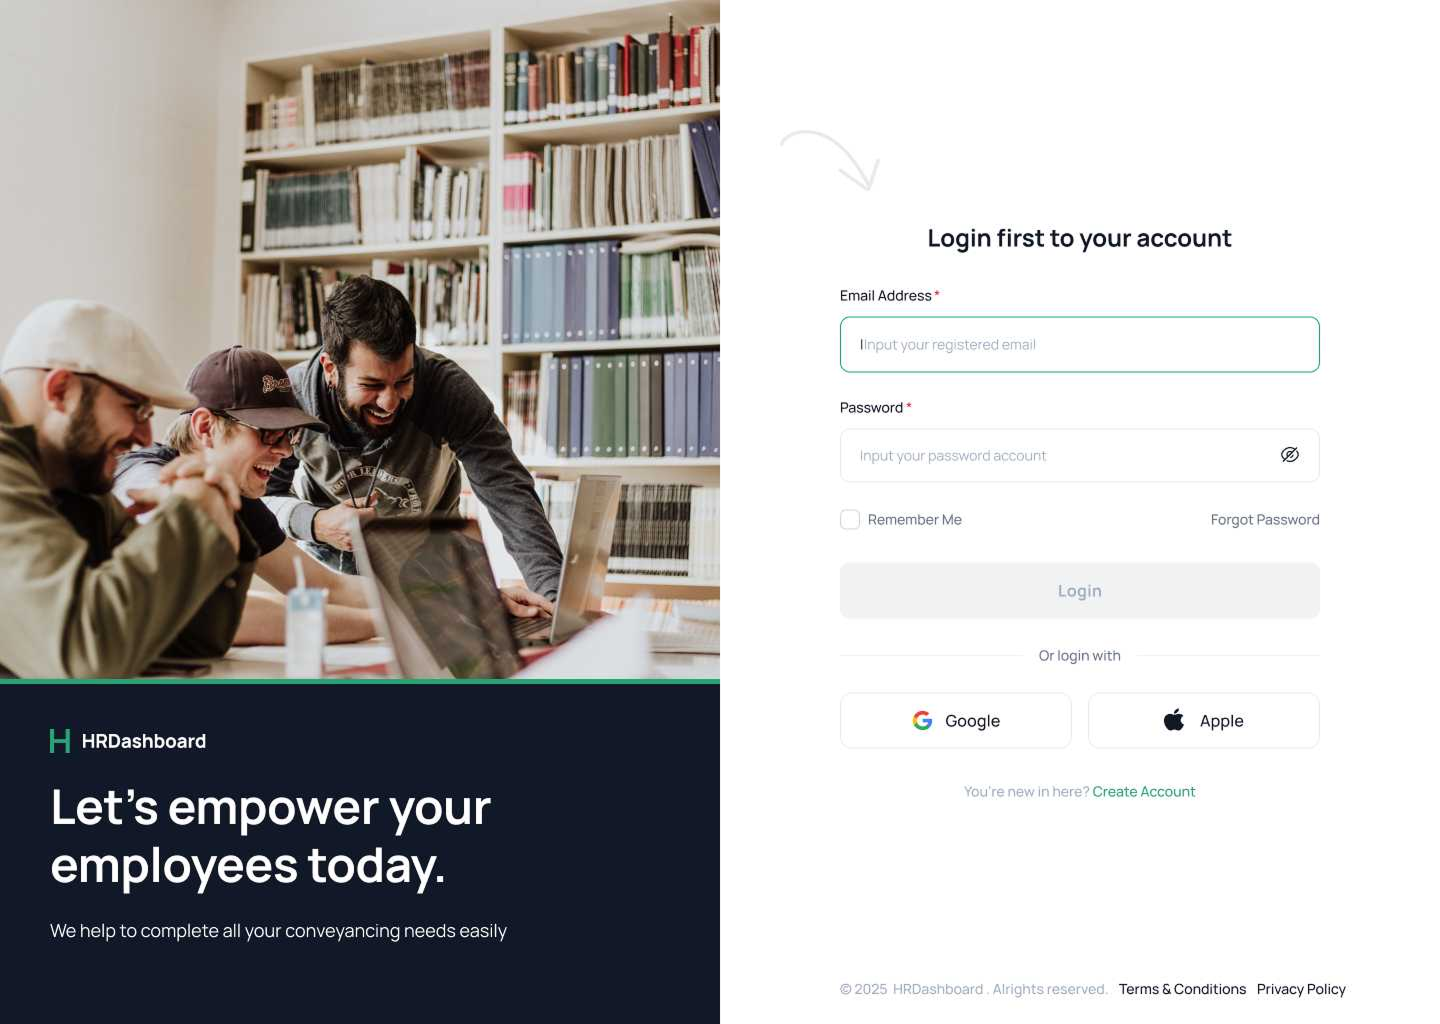 HRDashboard
Let's empower your
employees today.
We help to complete all your conveyancing needs easily
Login first to your account
Email Address *
Input your registered email
Password *
Input your password account
Remember Me
Forgot Password
Login
Or login with
Google
Apple
You're new in here? Create Account
© 2025 HRDashboard . Alrights reserved. Terms & Conditions Privacy Policy